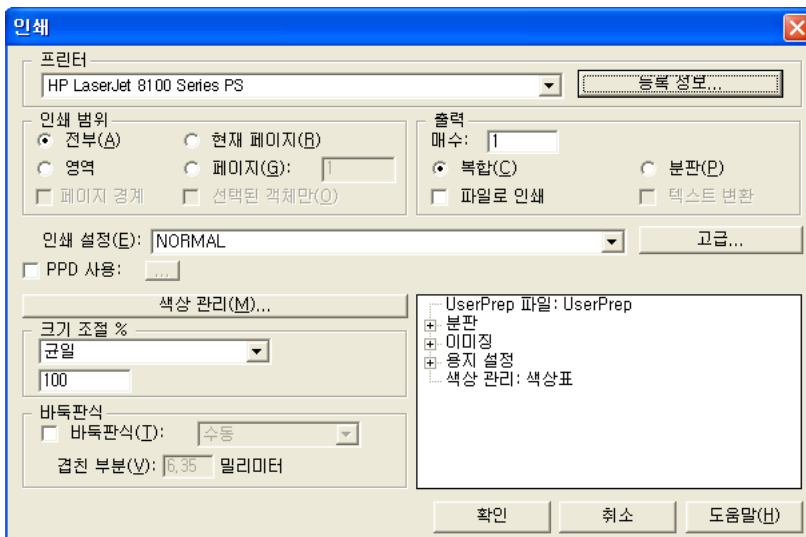 인쇄
프린터
HP LaserJet 8100 Series PS
등록 정보...
인쇄 범위
전부(A)
현재 페이지(R)
영역
페이지(G): 1
페이지 경계
선택된 객체만(O)
출력
매수: 1
복합(C)
분판(P)
파일로 인쇄
텍스트 변환
인쇄 설정(E): NORMAL
고급...
PPD 사용: ...
색상 관리(M)...
크기 조절 %
균일
100
바둑판식
바둑판식(T): 수동
겹친 부분(V): 6,35 밀리미터
UserPrep 파일: UserPrep
분판
이미징
용지 설정
색상 관리: 색상표
확인
취소
도움말(H)